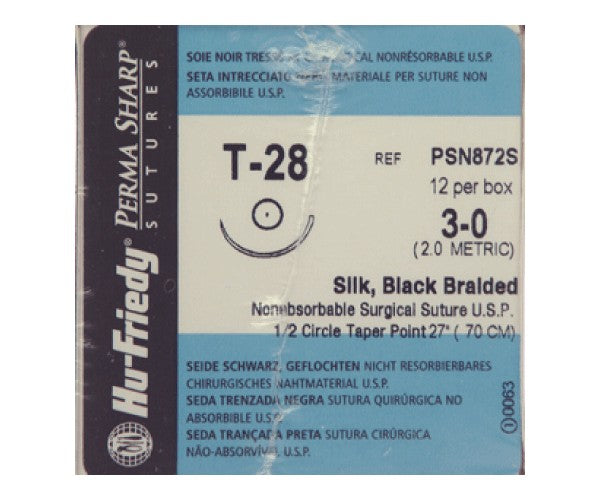 Hu-Friedy® PERMA SHARP®
SUTURES
SOIE NOIR NONRÉSORBABLE U.S.P.
SETA INTRECCIATO MATERIALE PER SUTURE NON
ASSORBIBILE U.S.P.
T-28
REF PSN872S
12 per box
3-0
(2.0 METRIC)
Silk, Black Braided
Nonabsorbable Surgical Suture U.S.P.
1/2 Circle Taper Point 27" ( 70 CM)
SEIDE SCHWARZ, GEFLOCHTEN NICHT RESORBIERBARES
CHIRURGISCHES NAHTMATERIAL U.S.P.
SEDA TRENZADA NEGRA SUTURA QUIRÚRGICA NO
ABSORBIBLE U.S.P.
SEDA TRANÇADA PRETA SUTURA CIRÚRGICA
NÃO-ABSORVÍVEL U.S.P.
0063